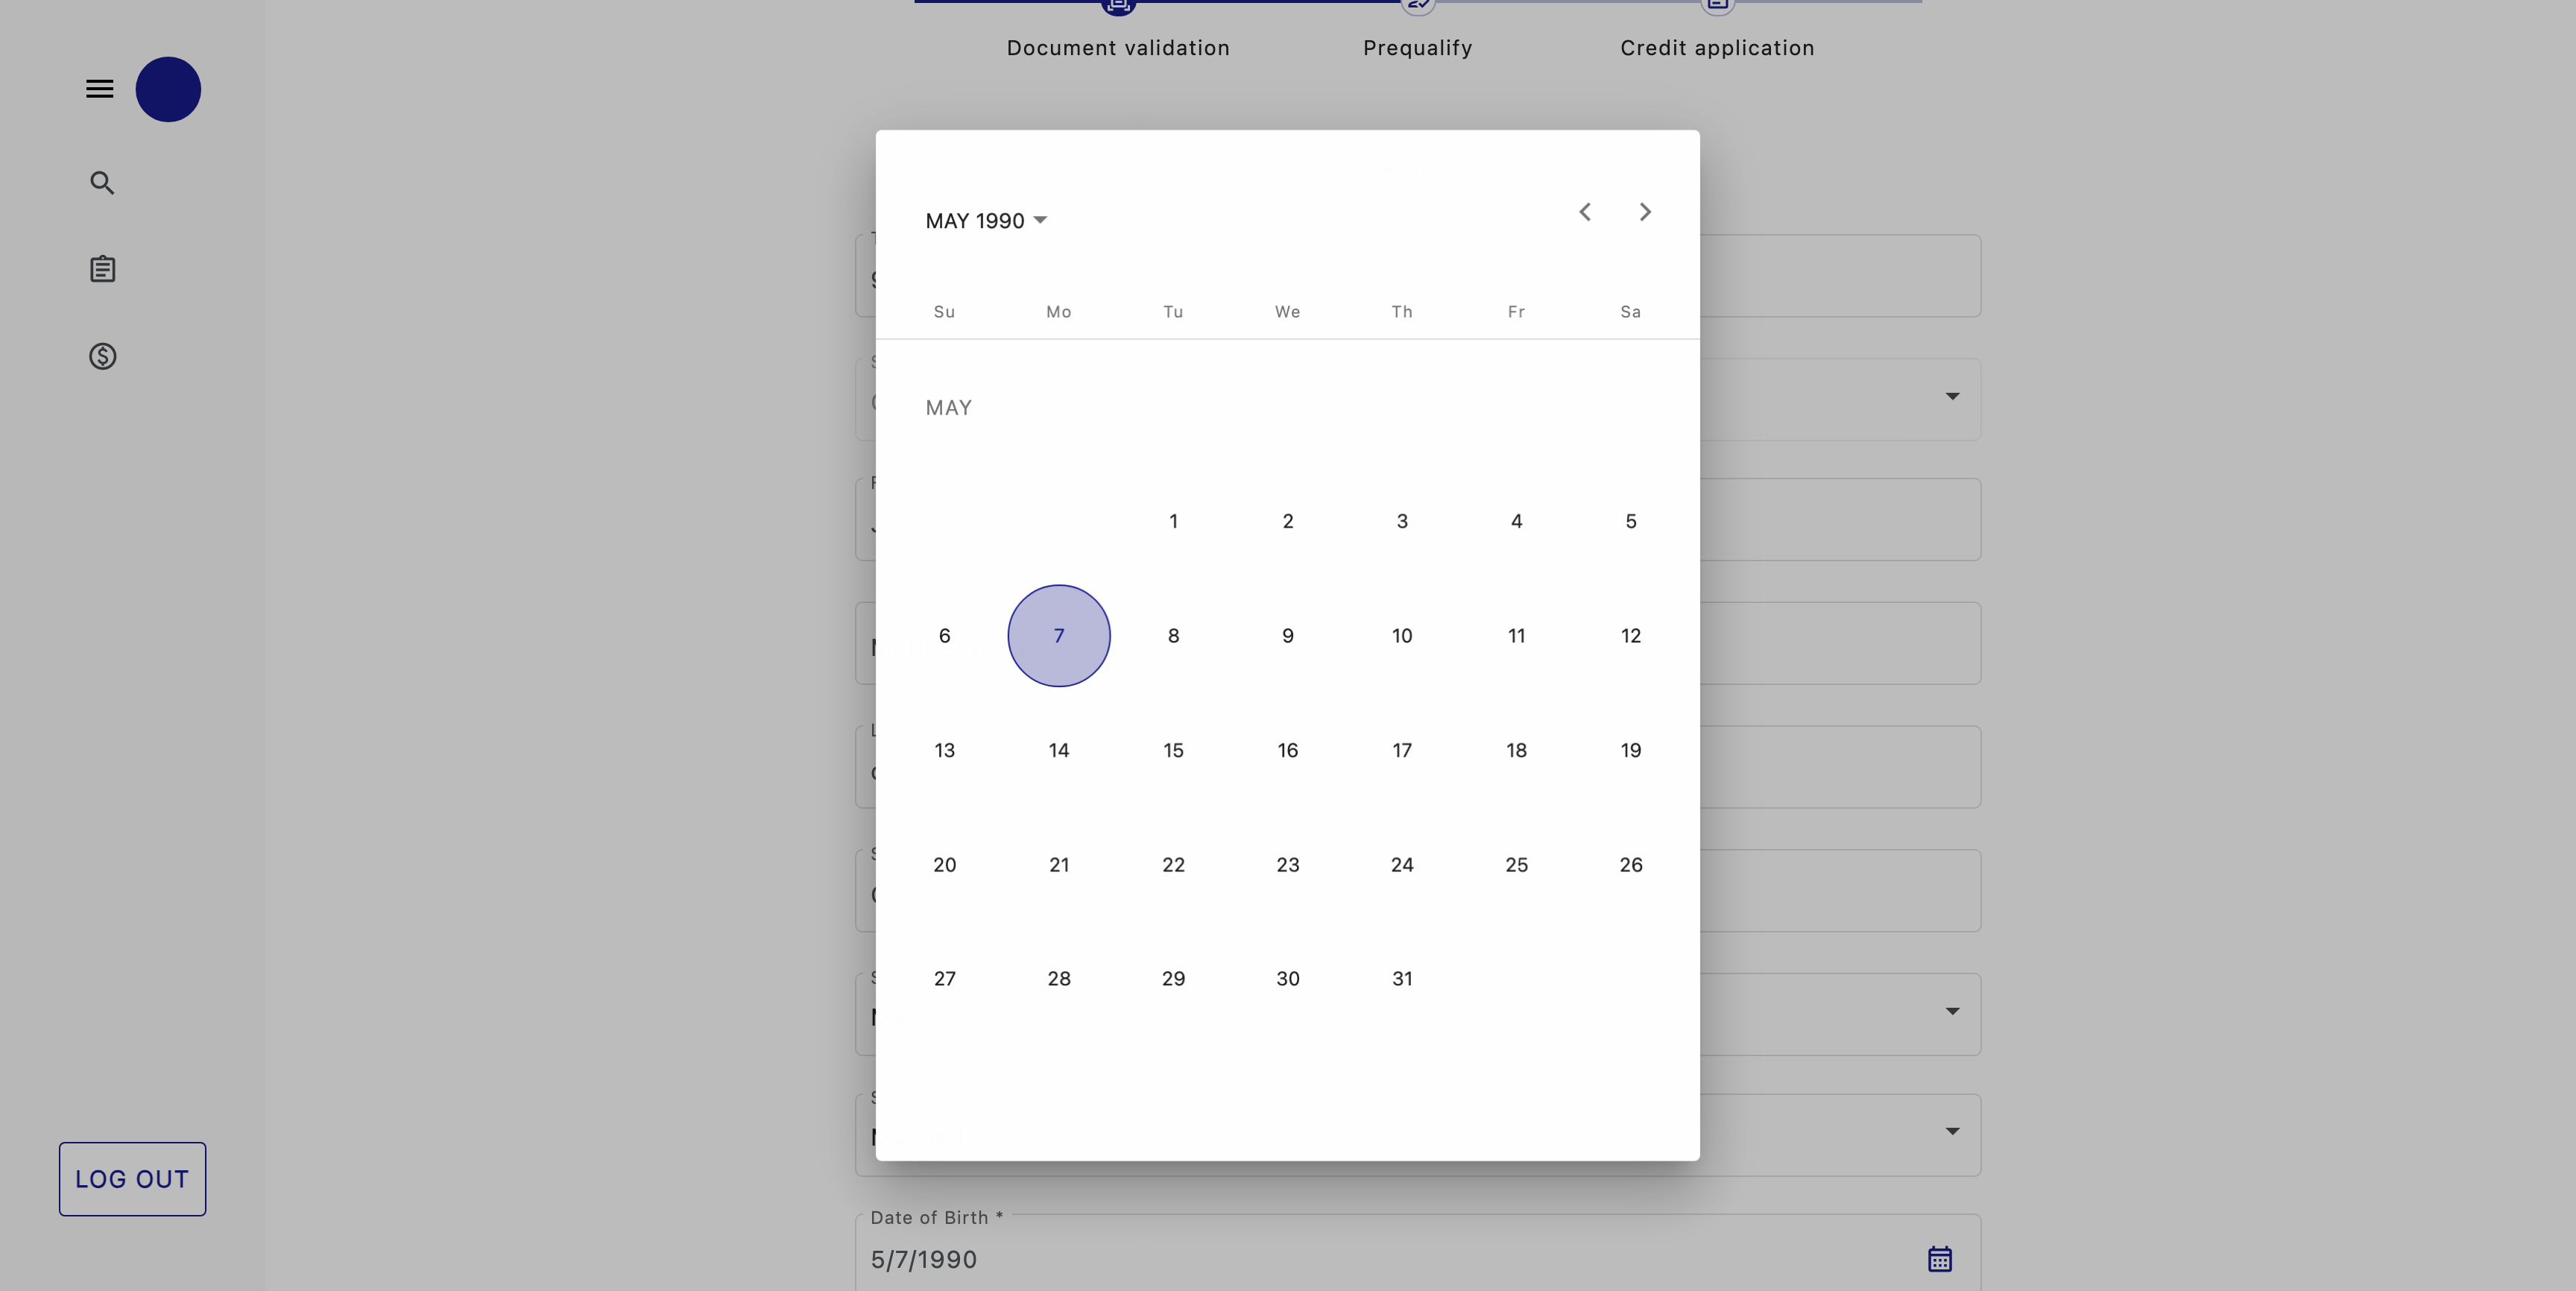 Document validation
Prequalify
Credit application
MAY 1990
Su Mo Tu We Th Fr Sa
MAY
1 2 3 4 5
6 7 8 9 10 11 12
13 14 15 16 17 18 19
20 21 22 23 24 25 26
27 28 29 30 31
LOG OUT
Date of Birth *
5/7/1990